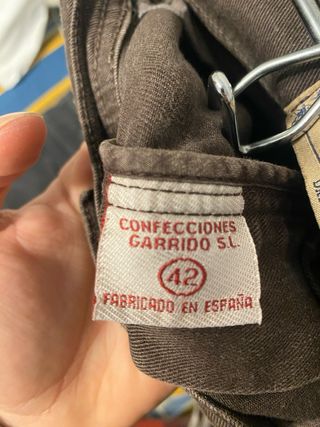 CONFECCIONES
GARRIDO S.L.
42
FABRICADO EN ESPAÑA